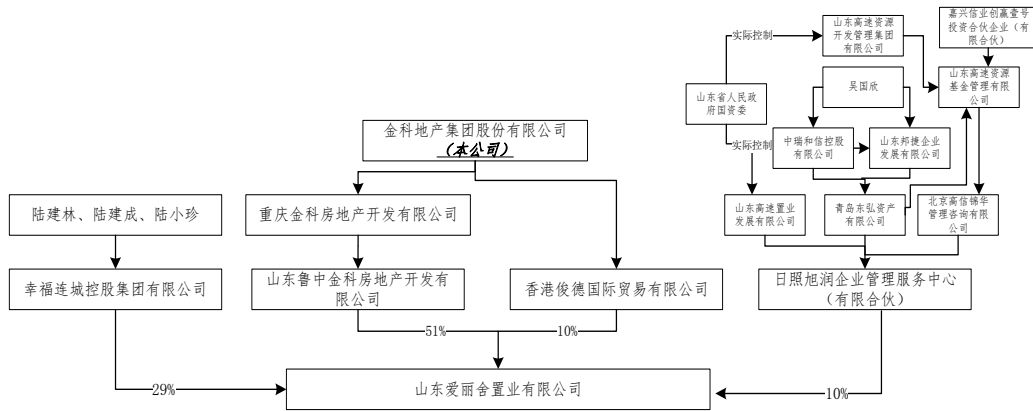 山东高速资源
开发管理集团
有限公司
嘉兴信业创赢壹号
投资合伙企业（有
限合伙）
实际控制
山东省人民政
府国资委
吴国欣
山东高速资源
基金管理有限
公司
金科地产集团股份有限公司
（本公司）
实际控制
中瑞和信控股
有限公司
山东邦捷企业
发展有限公司
陆建林、陆建成、陆小珍
重庆金科房地产开发有限公司
山东高速置业
发展有限公司
青岛东弘资产
有限公司
北京高信锦华
管理咨询有限
公司
幸福连城控股集团有限公司
山东鲁中金科房地产开发有
限公司
香港俊德国际贸易有限公司
日照旭润企业管理服务中心
（有限合伙）
51%
10%
29%
山东爱丽舍置业有限公司
10%